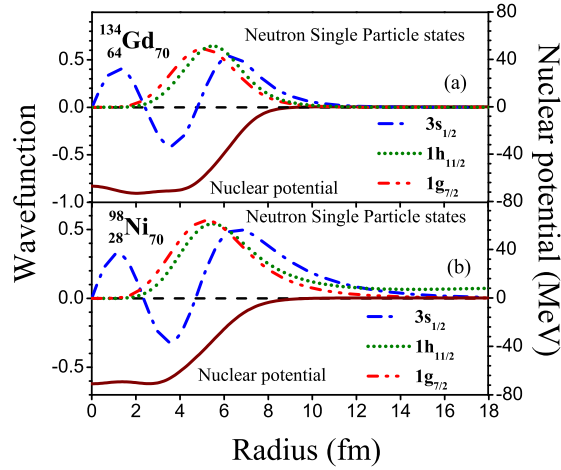 Wavefunction
Nuclear potential (MeV)
Radius (fm)
134
64Gd70
Neutron Single Particle states
(a)
3s1/2
1h11/2
1g7/2
Nuclear potential
0.5
0.0
-0.5
-1.0
80
40
0
-40
-80
98
28Ni70
Neutron Single Particle states
(b)
3s1/2
1h11/2
1g7/2
Nuclear potential
0.5
0.0
-0.5
40
0
-40
-80
0 2 4 6 8 10 12 14 16 18